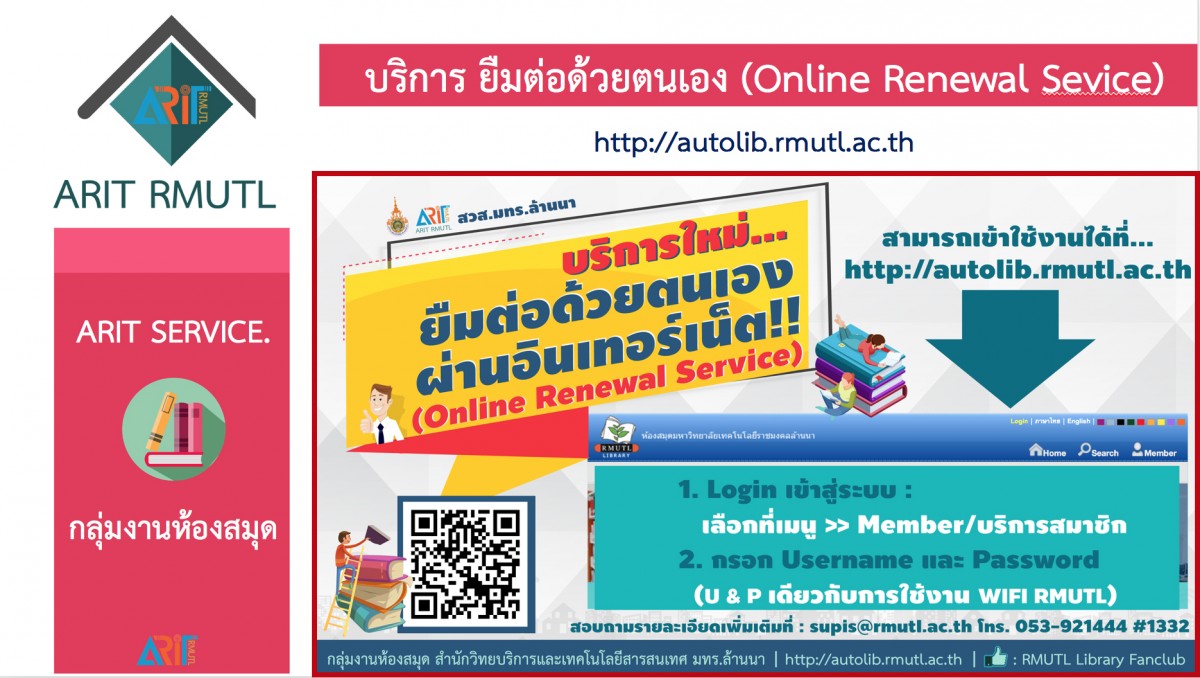 ARIT
RMUTL
ARIT RMUTL
ARIT SERVICE.
กลุ่มงานห้องสมุด
ARIT
RMUTL
บริการ ยืมต่อด้วยตนเอง (Online Renewal Sevice)
http://autolib.rmutl.ac.th
ARIT
ARIT RMUTL
สวส.มทร.ล้านนา
บริการใหม่...
ยืมต่อด้วยตนเอง
ผ่านอินเทอร์เน็ต!!
(Online Renewal Service)
สามารถเข้าใช้งานได้ที่...
http://autolib.rmutl.ac.th
Login | ภาษาไทย | English |
RMUTL
LIBRARY
ห้องสมุดมหาวิทยาลัยเทคโนโลยีราชมงคลล้านนา
Home Search Member
1. Login เข้าสู่ระบบ :
เลือกที่เมนู >> Member/บริการสมาชิก
2. กรอก Username และ Password
(U & P เดียวกับการใช้งาน WIFI RMUTL)
สอบถามรายละเอียดเพิ่มเติมที่ : supis@rmutl.ac.th โทร. 053-921444 #1332
กลุ่มงานห้องสมุด สำนักวิทยบริการและเทคโนโลยีสารสนเทศ มทร.ล้านนา | http://autolib.rmutl.ac.th | : RMUTL Library Fanclub